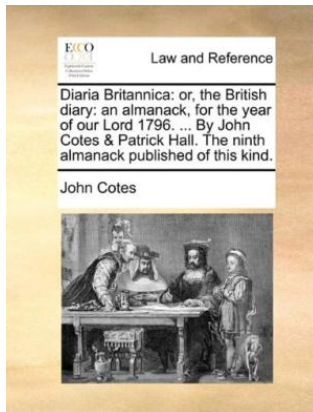 ECCO
Law and Reference
Diaria Britannica: or, the British
diary: an almanack, for the year
of our Lord 1796. ... By John
Cotes & Patrick Hall. The ninth
almanack published of this kind.
John Cotes